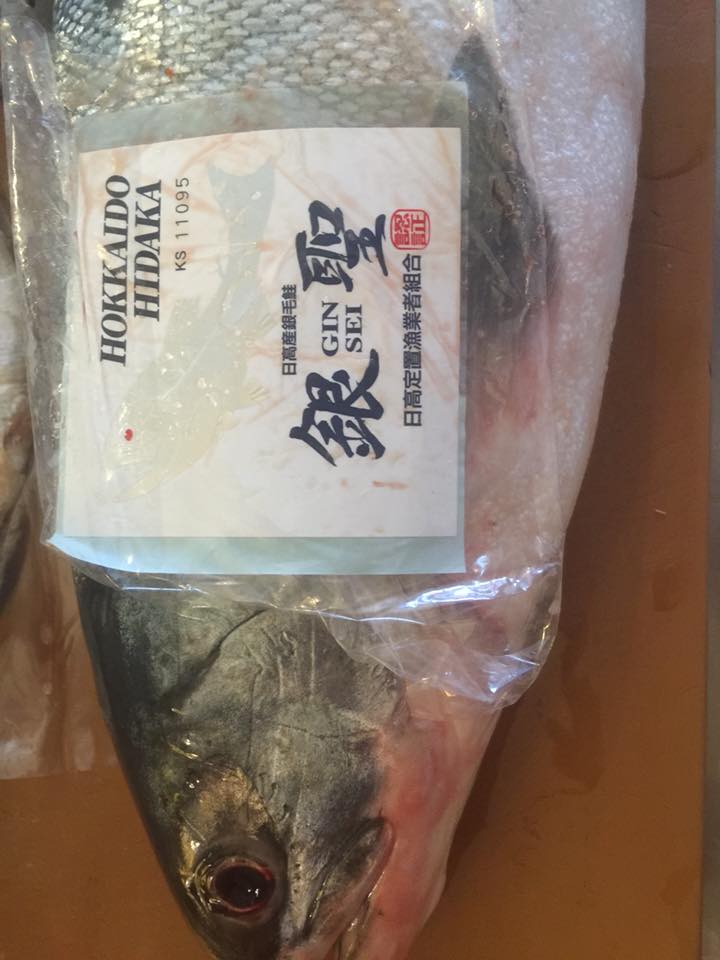 HOKKAIDO
HIDAKA
KS 11095
日高産銀毛鮭
銀聖
GIN
SEI
日高定置漁業者組合
認証